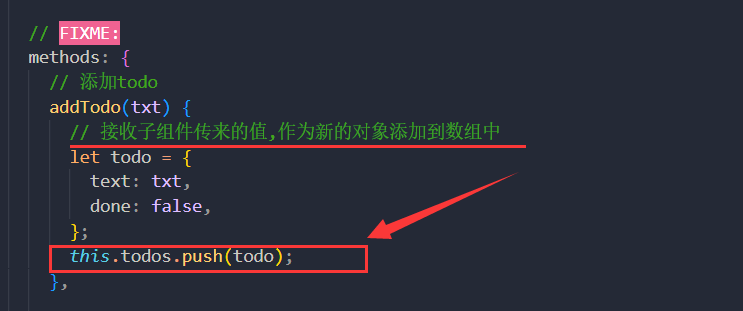 // FIXME:
methods: {
// 添加todo
addTodo(txt) {
// 接收子组件传来的值,作为新的对象添加到数组中
let todo = {
text: txt,
done: false,
};
this.todos.push(todo);
},